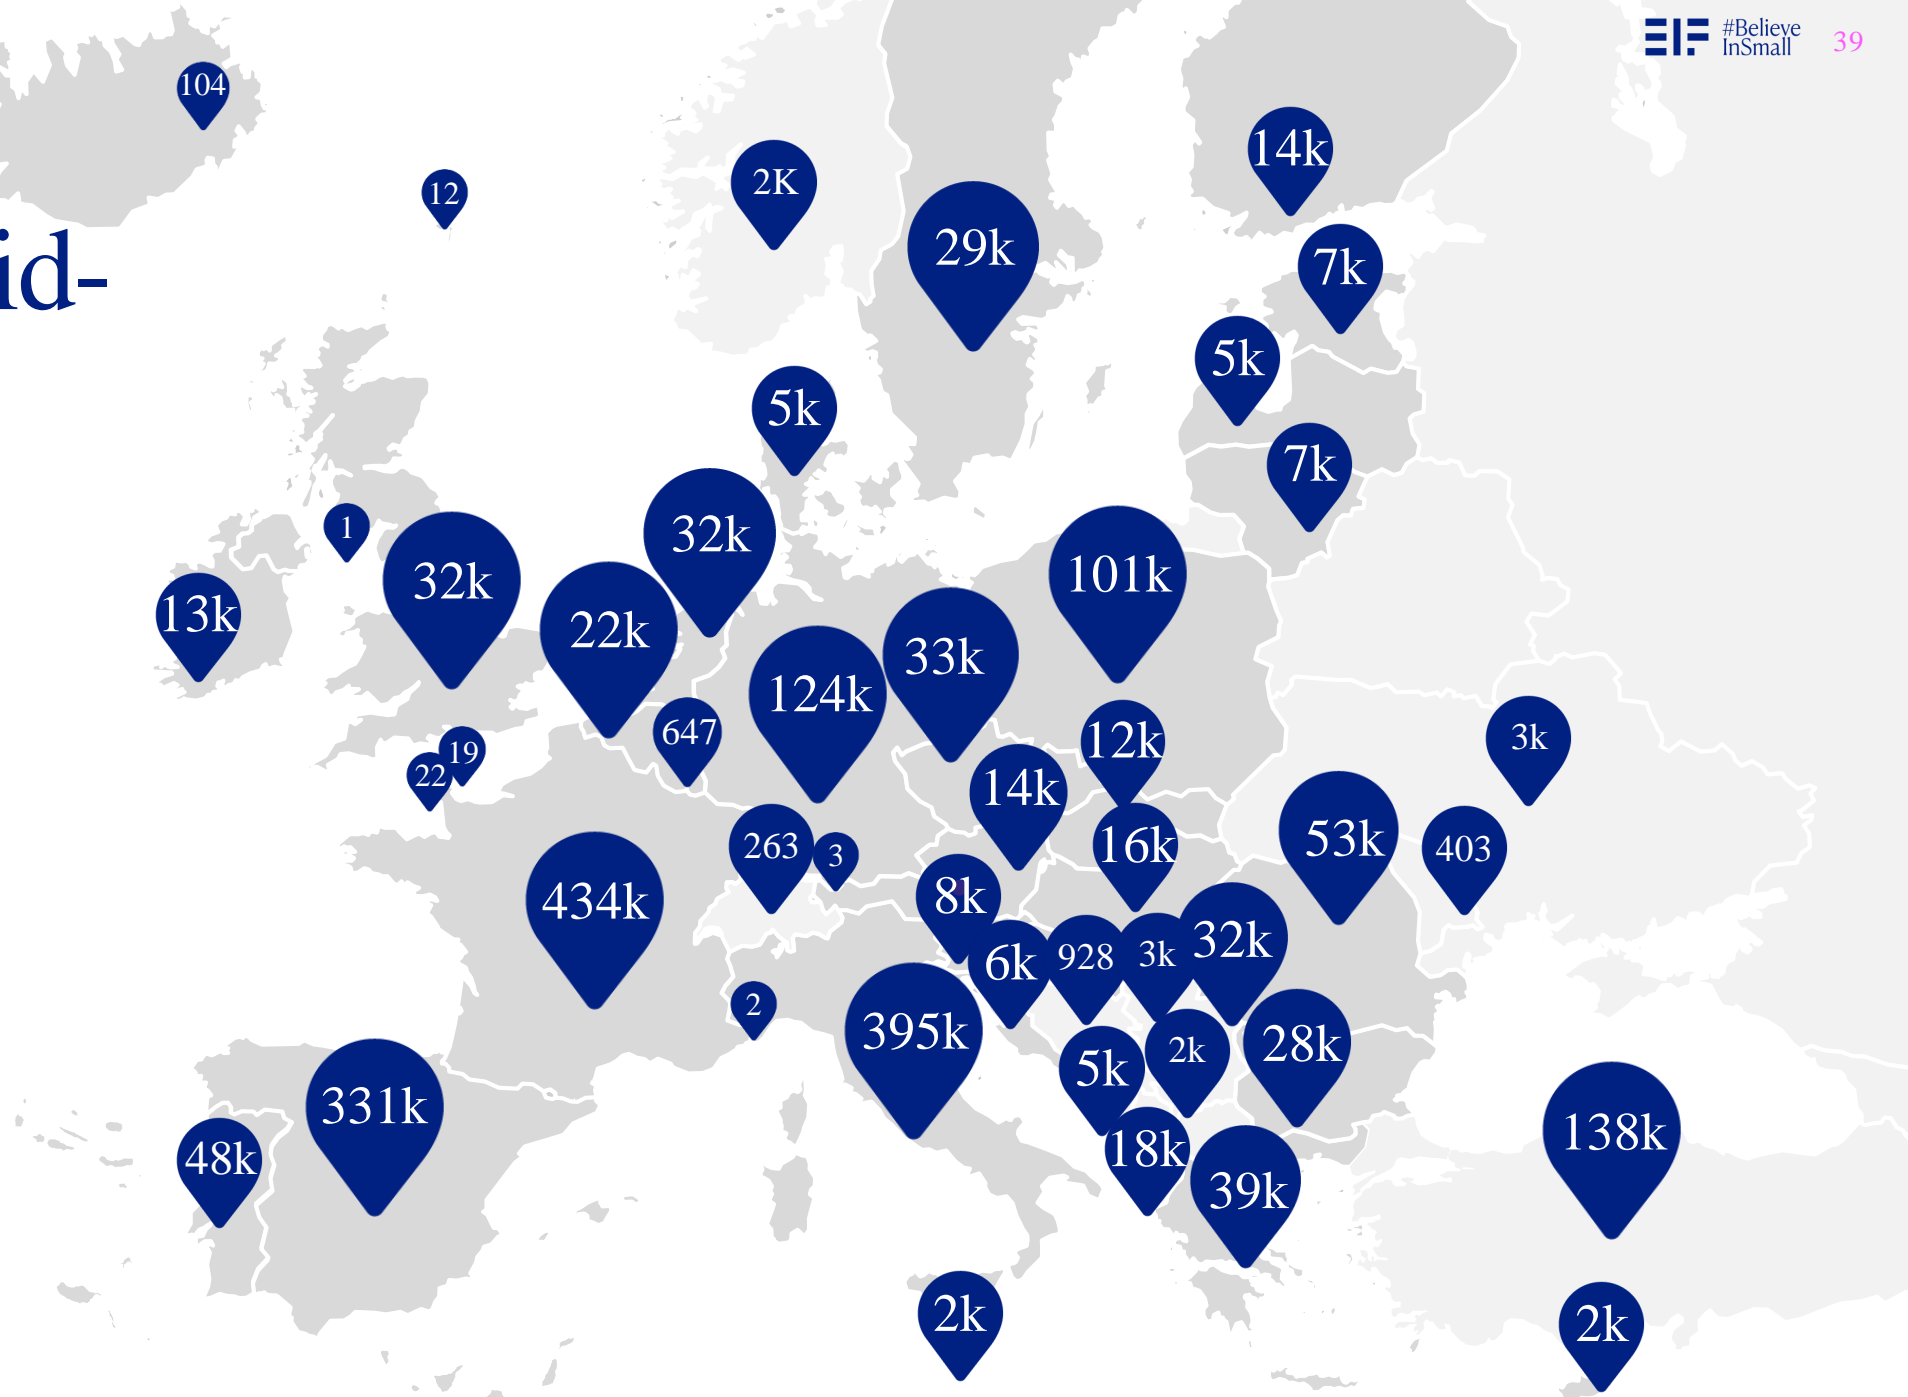 #Believe
InSmall
39
104
12
2K
14k
29k
id-
7k
5k
5k
7k
32k
1
32k
101k
13k
22k
33k
124k
647
12k
3k
19
22
14k
263
3
16k
53k
403
434k
8k
6k
928
3k
32k
2
395k
5k
2k
28k
331k
48k
18k
39k
138k
2k
2k